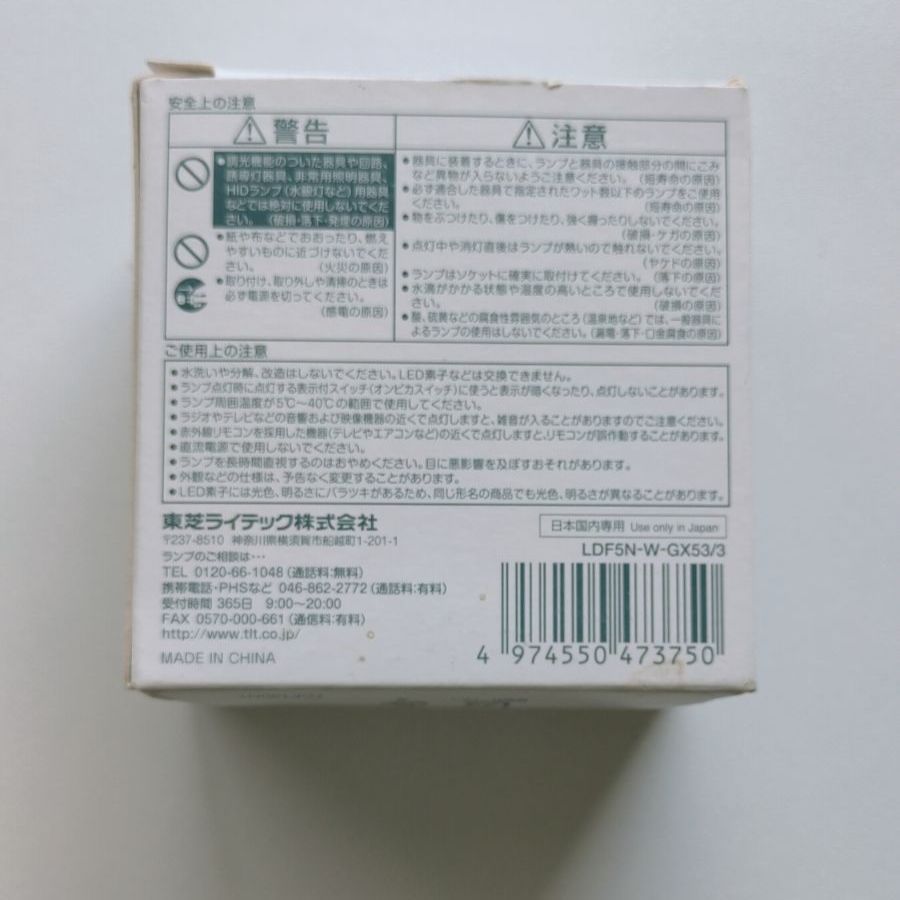 安全上の注意
警告
●調光機能のついた器具や回路、
誘導灯器具、非常用照明器具、
HIDランプ(水銀灯など)用器具
などでは絶対に使用しないでくだ
さい。(破損・落下・発煙の原因)
●紙や布などでおおったり、燃え
やすいものに近づけないでくだ
さい。(火災の原因)
●取り付け、取り外しや清掃のときは
必ず電源を切ってください。
(感電の原因)
注意
●器具に装着するときに、ランプと器具の接触部分の間にごみ
など異物が入らないようご注意ください。(短寿命の原因)
●必ず適合した器具で指定されたワット数以下のランプをご使用
ください。(短寿命の原因)
●物をぶつけたり、傷をつけたり、強く握ったりしないでください。
(破損・ケガの原因)
●点灯中や消灯直後はランプが熱いので触れないでください。
(ヤケドの原因)
●ランプはソケットに確実に取付けてください。(落下の原因)
●水滴がかかる状態や湿度の高いところで使用しないでくだ
さい。(破損の原因)
●酸、硫黄などの腐食性雰囲気のところ(温泉地など)では、一般器具に
よるランプの使用はしないでください。(漏電・落下・口金腐食の原因)
ご使用上の注意
●水洗いや分解、改造はしないでください。LED素子などは交換できません。
●ランプ点灯時に点灯する表示付スイッチ(オンピカスイッチ)に使うと表示が暗くなったり、点灯しないことがあります。
●ランプ周囲温度が5℃~40℃の範囲で使用してください。
●ラジオやテレビなどの音響および映像機器の近くで点灯しますと、雑音が入ることがありますのでご注意ください。
●赤外線リモコンを採用した機器(テレビやエアコンなど)の近くで点灯しますと、リモコンが誤作動することがあります。
●直流電源で使用しないでください。
●ランプを長時間直視するのはおやめください。目に悪影響を及ぼすおそれがあります。
●外観などの仕様は、予告なく変更することがあります。
●LED素子には光色、明るさにバラツキがあるため、同じ形名の商品でも光色、明るさが異なることがあります。
東芝ライテック株式会社
〒237-8510 神奈川県横須賀市船越町1-201-1
ランプのご相談は…
TEL 0120-66-1048(通話料:無料)
携帯電話・PHSなど 046-862-2772(通話料:有料)
受付時間 365日 9:00~20:00
FAX 0570-000-661(通信料:有料)
http://www.tlt.co.jp/
MADE IN CHINA
日本国内専用 Use only in Japan
LDF5N-W-GX53/3
4 974550 473750